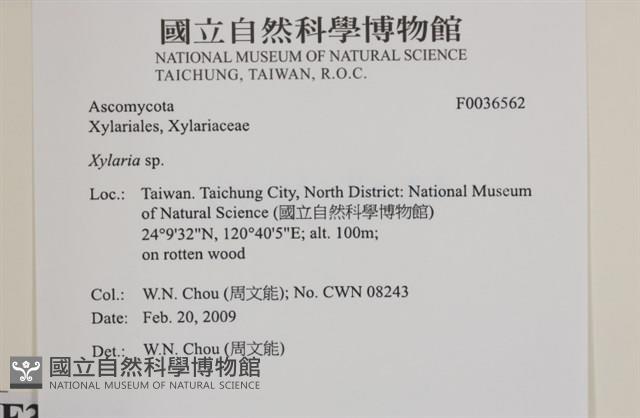 國立自然科學博物館
NATIONAL MUSEUM OF NATURAL SCIENCE
TAICHUNG, TAIWAN, R.O.C.
Ascomycota F0036562
Xylariales, Xylariaceae
Xylaria sp.
Loc.: Taiwan. Taichung City, North District: National Museum
of Natural Science (國立自然科學博物館)
24°9'32"N, 120°40'5"E; alt. 100m;
on rotten wood
Col.: W.N. Chou (周文能); No. CWN 08243
Date: Feb. 20, 2009
Det.: W.N. Chou (周文能)
國立自然科學博物館
NATIONAL MUSEUM OF NATURAL SCIENCE